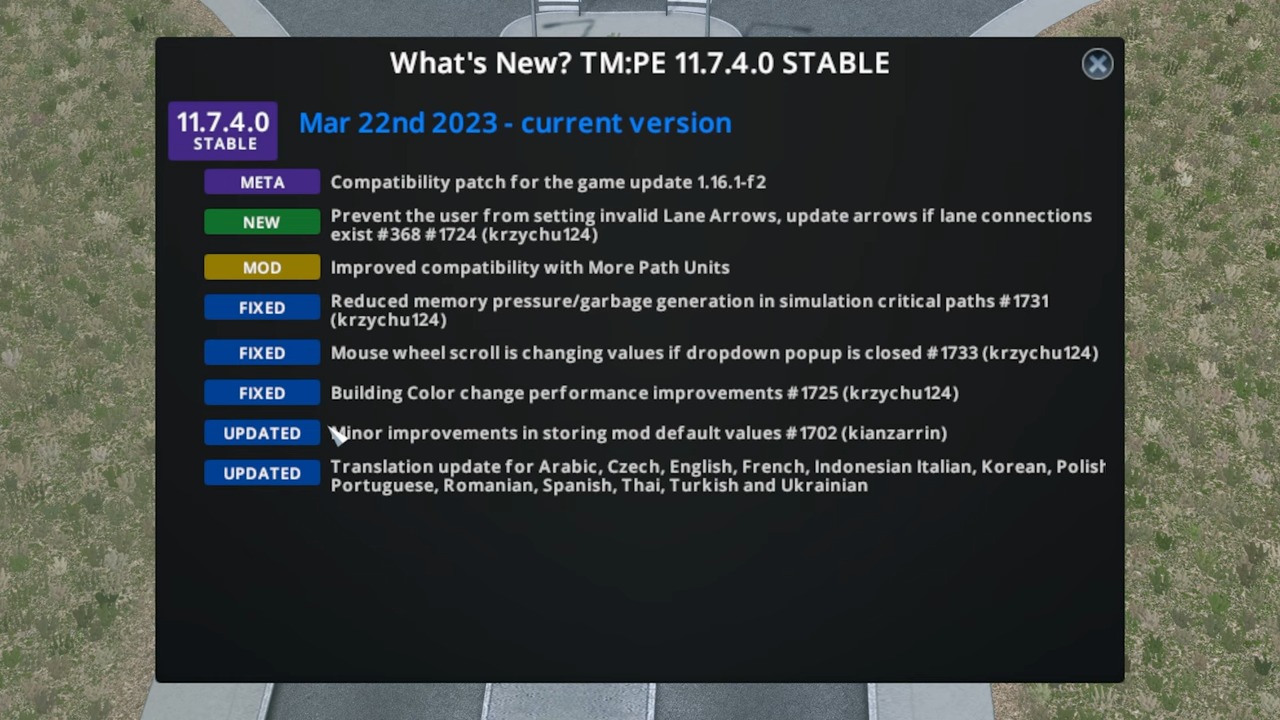 What's New? TM:PE 11.7.4.0 STABLE
11.7.4.0
STABLE
Mar 22nd 2023 - current version
META
Compatibility patch for the game update 1.16.1-f2
NEW
Prevent the user from setting invalid Lane Arrows, update arrows if lane connections
exist #368 #1724 (krzychu124)
MOD
Improved compatibility with More Path Units
FIXED
Reduced memory pressure/garbage generation in simulation critical paths #1731
(krzychu124)
FIXED
Mouse wheel scroll is changing values if dropdown popup is closed #1733 (krzychu124)
FIXED
Building Color change performance improvements #1725 (krzychu124)
UPDATED
Minor improvements in storing mod default values #1702 (kianzarrin)
UPDATED
Translation update for Arabic, Czech, English, French, Indonesian Italian, Korean, Polish
Portuguese, Romanian, Spanish, Thai, Turkish and Ukrainian